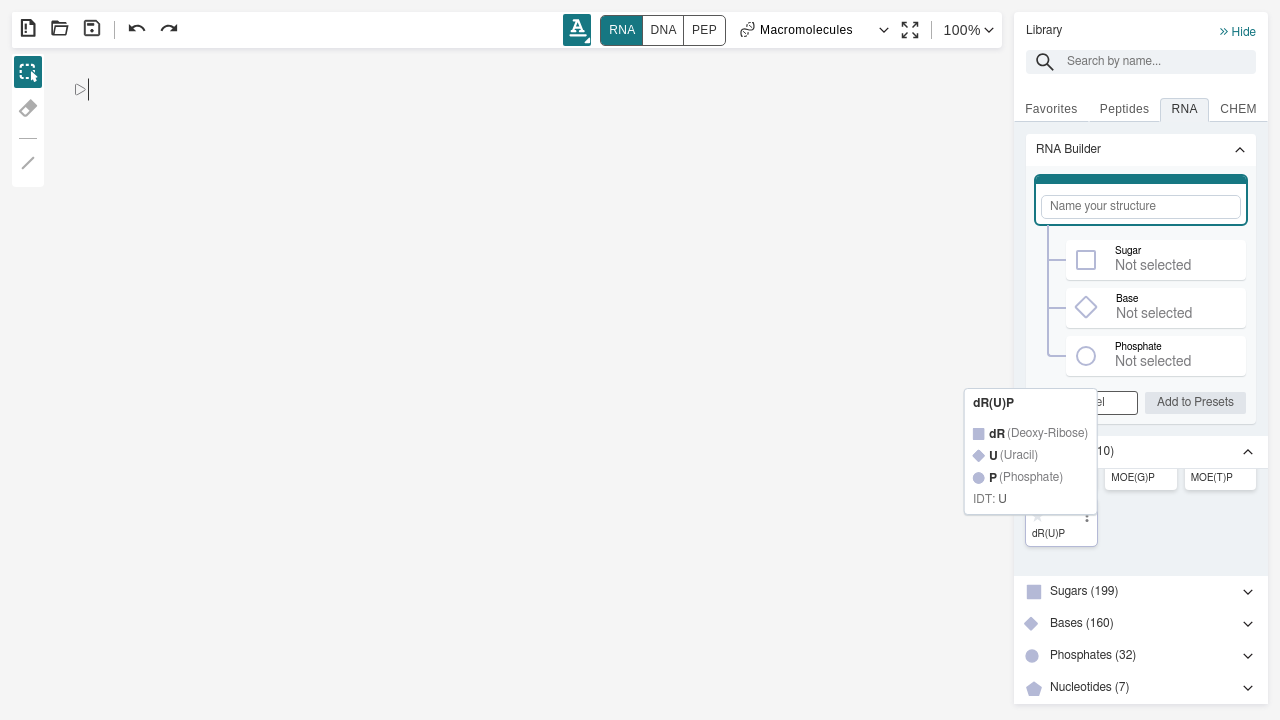 RNA DNA PEP Macromolecules 100%
Library
Hide
Search by name...
Favorites Peptides RNA CHEM
RNA Builder
Name your structure
Sugar
Not selected
Base
Not selected
Phosphate
Not selected
el Add to Presets
dR(U)P
dR (Deoxy-Ribose)
U (Uracil)
P (Phosphate)
IDT: U
10)
MOE(G)P MOE(T)P
dR(U)P
Sugars (199)
Bases (160)
Phosphates (32)
Nucleotides (7)